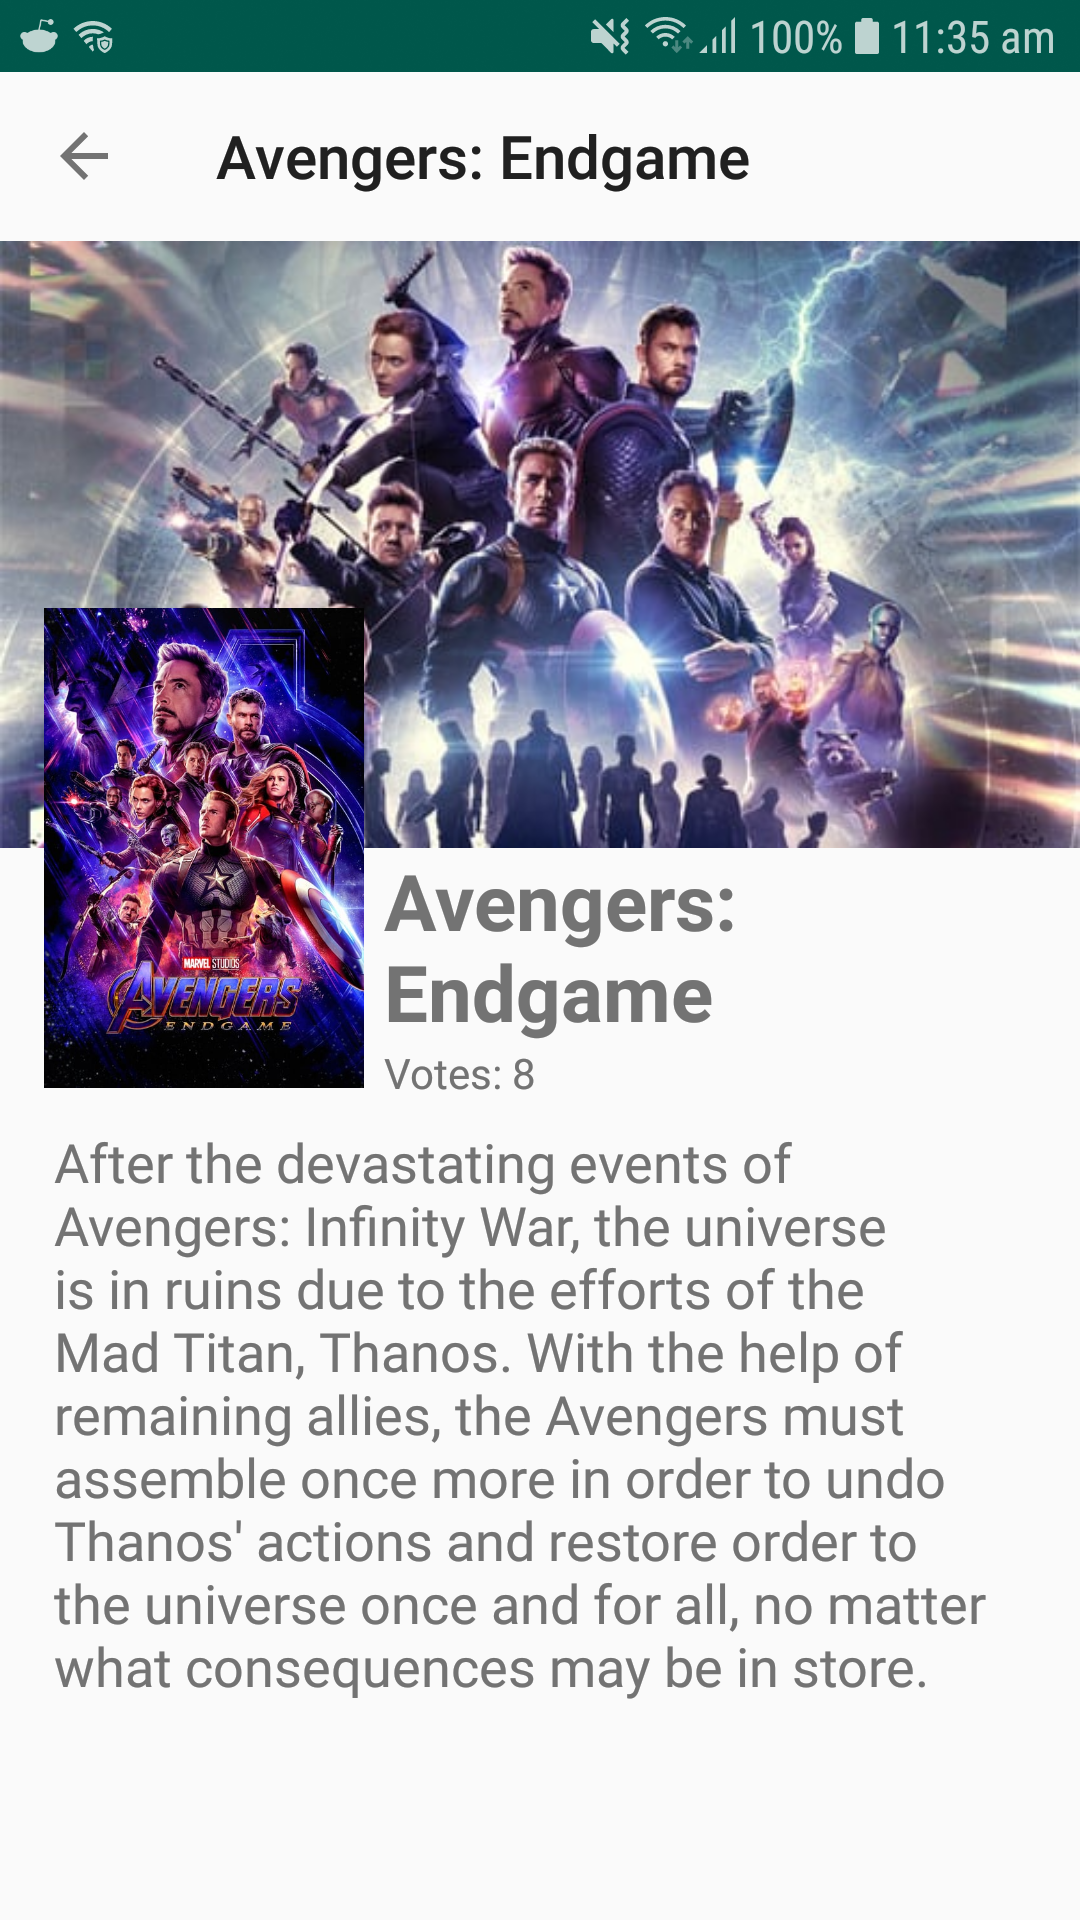 100% 11:35 am
Avengers: Endgame
MARVEL STUDIOS
AVENGERS
ENDGAME
Avengers:
Endgame
Votes: 8
After the devastating events of
Avengers: Infinity War, the universe
is in ruins due to the efforts of the
Mad Titan, Thanos. With the help of
remaining allies, the Avengers must
assemble once more in order to undo
Thanos' actions and restore order to
the universe once and for all, no matter
what consequences may be in store.